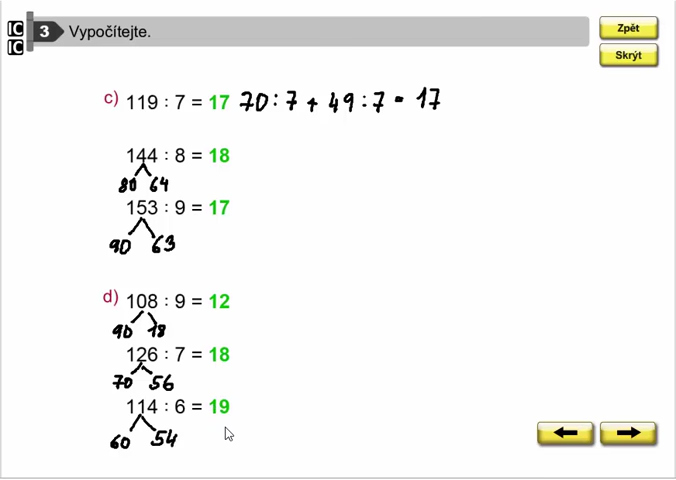 3 Vypočítejte.
Zpět
Skrýt
c) 119 : 7 = 17 70 : 7 + 49 : 7 = 17
144 : 8 = 18
80 64
153 : 9 = 17
90 63
d) 108 : 9 = 12
90 18
126 : 7 = 18
70 56
114 : 6 = 19
60 54